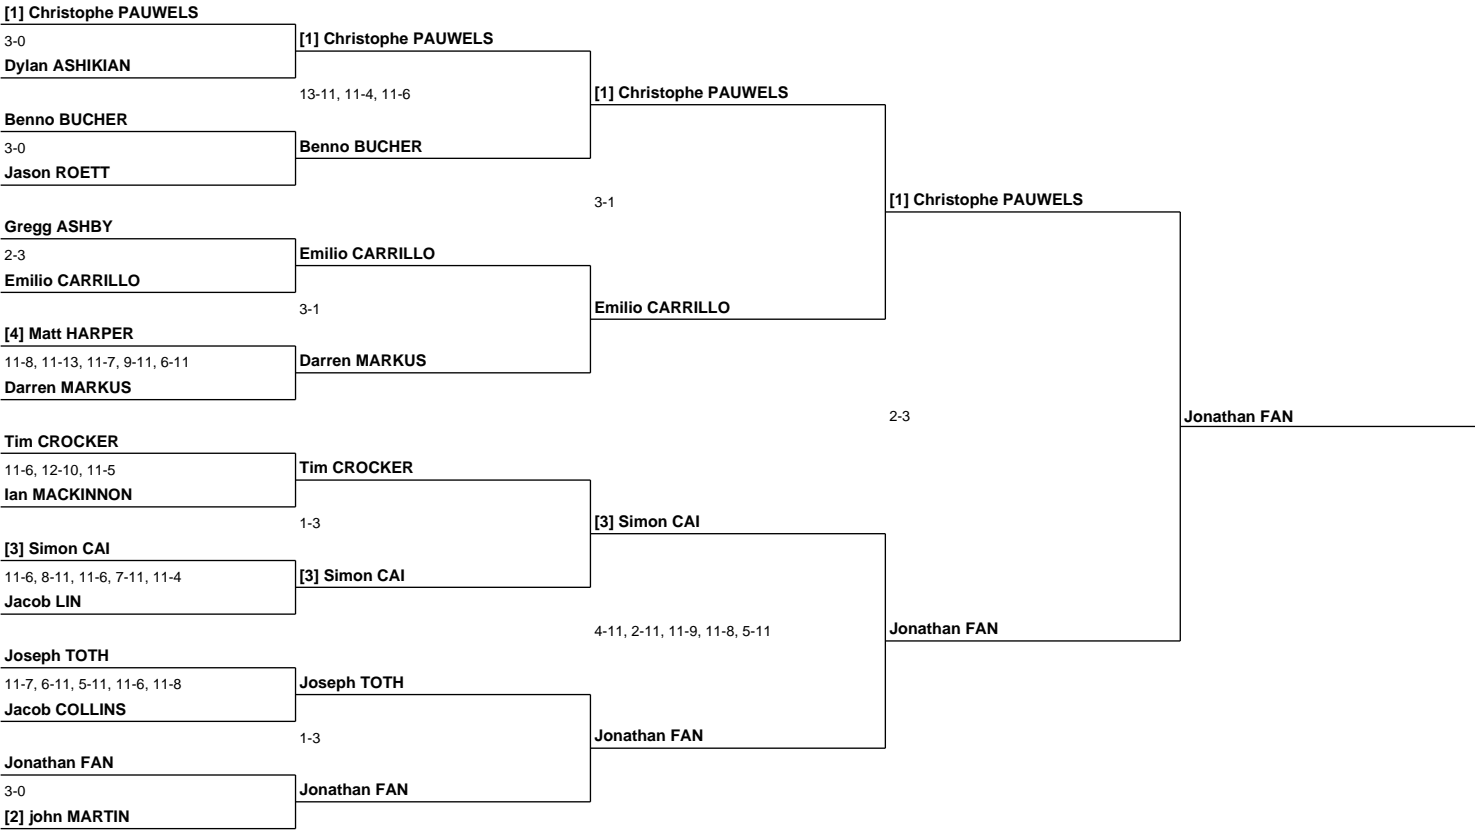 [1] Christophe PAUWELS
3-0
Dylan ASHIKIAN
Benno BUCHER
3-0
Jason ROETT
Gregg ASHBY
2-3
Emilio CARRILLO
[4] Matt HARPER
11-8, 11-13, 11-7, 9-11, 6-11
Darren MARKUS
Tim CROCKER
11-6, 12-10, 11-5
Ian MACKINNON
[3] Simon CAI
11-6, 8-11, 11-6, 7-11, 11-4
Jacob LIN
Joseph TOTH
11-7, 6-11, 5-11, 11-6, 11-8
Jacob COLLINS
Jonathan FAN
3-0
[2] john MARTIN
[1] Christophe PAUWELS
13-11, 11-4, 11-6
Benno BUCHER
Emilio CARRILLO
3-1
Darren MARKUS
Tim CROCKER
1-3
[3] Simon CAI
Joseph TOTH
1-3
Jonathan FAN
[1] Christophe PAUWELS
3-1
Emilio CARRILLO
[3] Simon CAI
4-11, 2-11, 11-9, 11-8, 5-11
Jonathan FAN
[1] Christophe PAUWELS
2-3
Jonathan FAN
Jonathan FAN